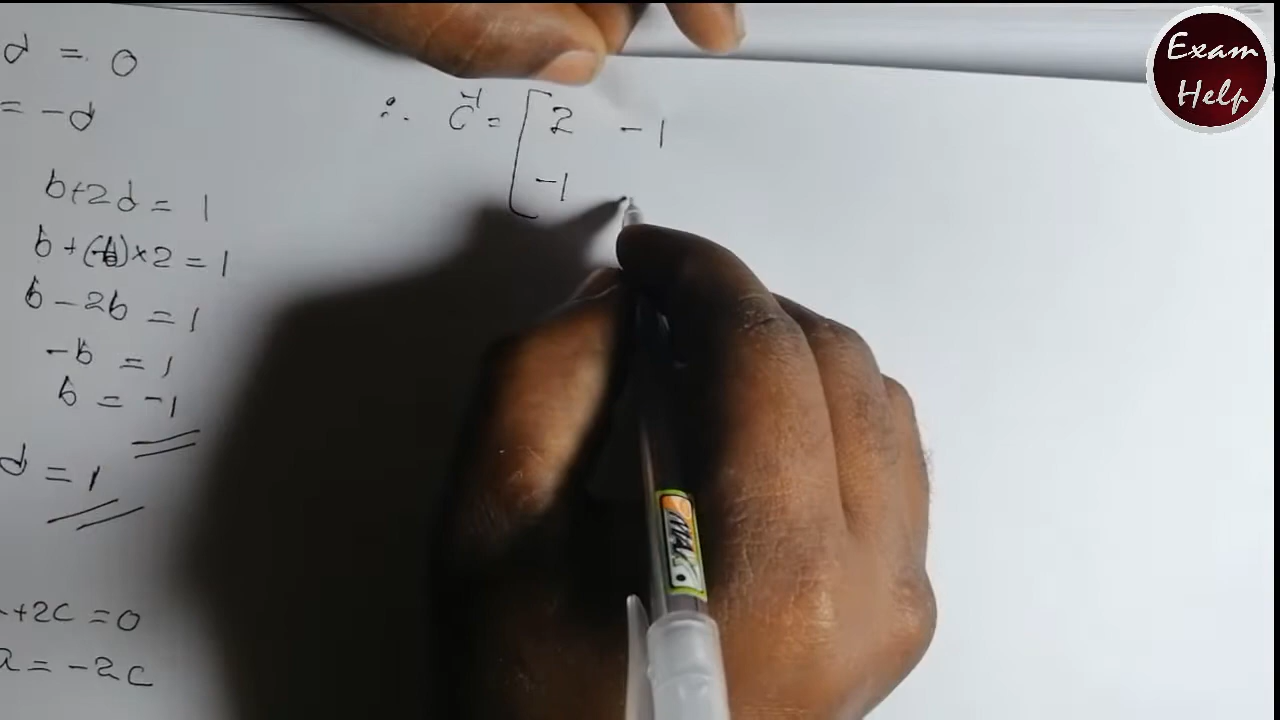 d = 0
= -d
b+2d = 1
b + (-b)×2 = 1
b - 2b = 1
-b = 1
b = -1
d = 1
+2c = 0
a = -2c
∴ C⁻¹ = [ 2 -1
-1
MAX
Exam
Help